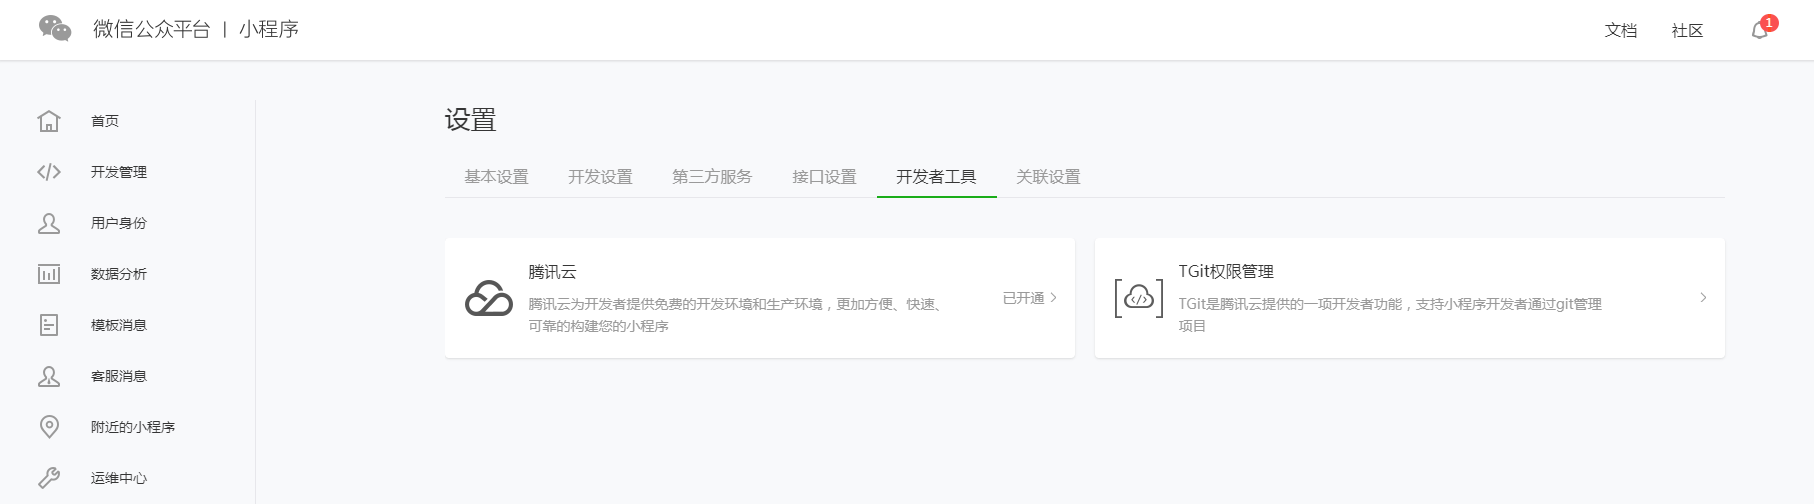 微信公众平台 | 小程序
文档
社区
1
首页
开发管理
用户身份
数据分析
模板消息
客服消息
附近的小程序
运维中心
设置
基本设置
开发设置
第三方服务
接口设置
开发者工具
关联设置
腾讯云
腾讯云为开发者提供免费的开发环境和生产环境，更加方便、快速、
可靠的构建您的小程序
已开通
TGit权限管理
TGit是腾讯云提供的一项开发者功能，支持小程序开发者通过git管理
项目